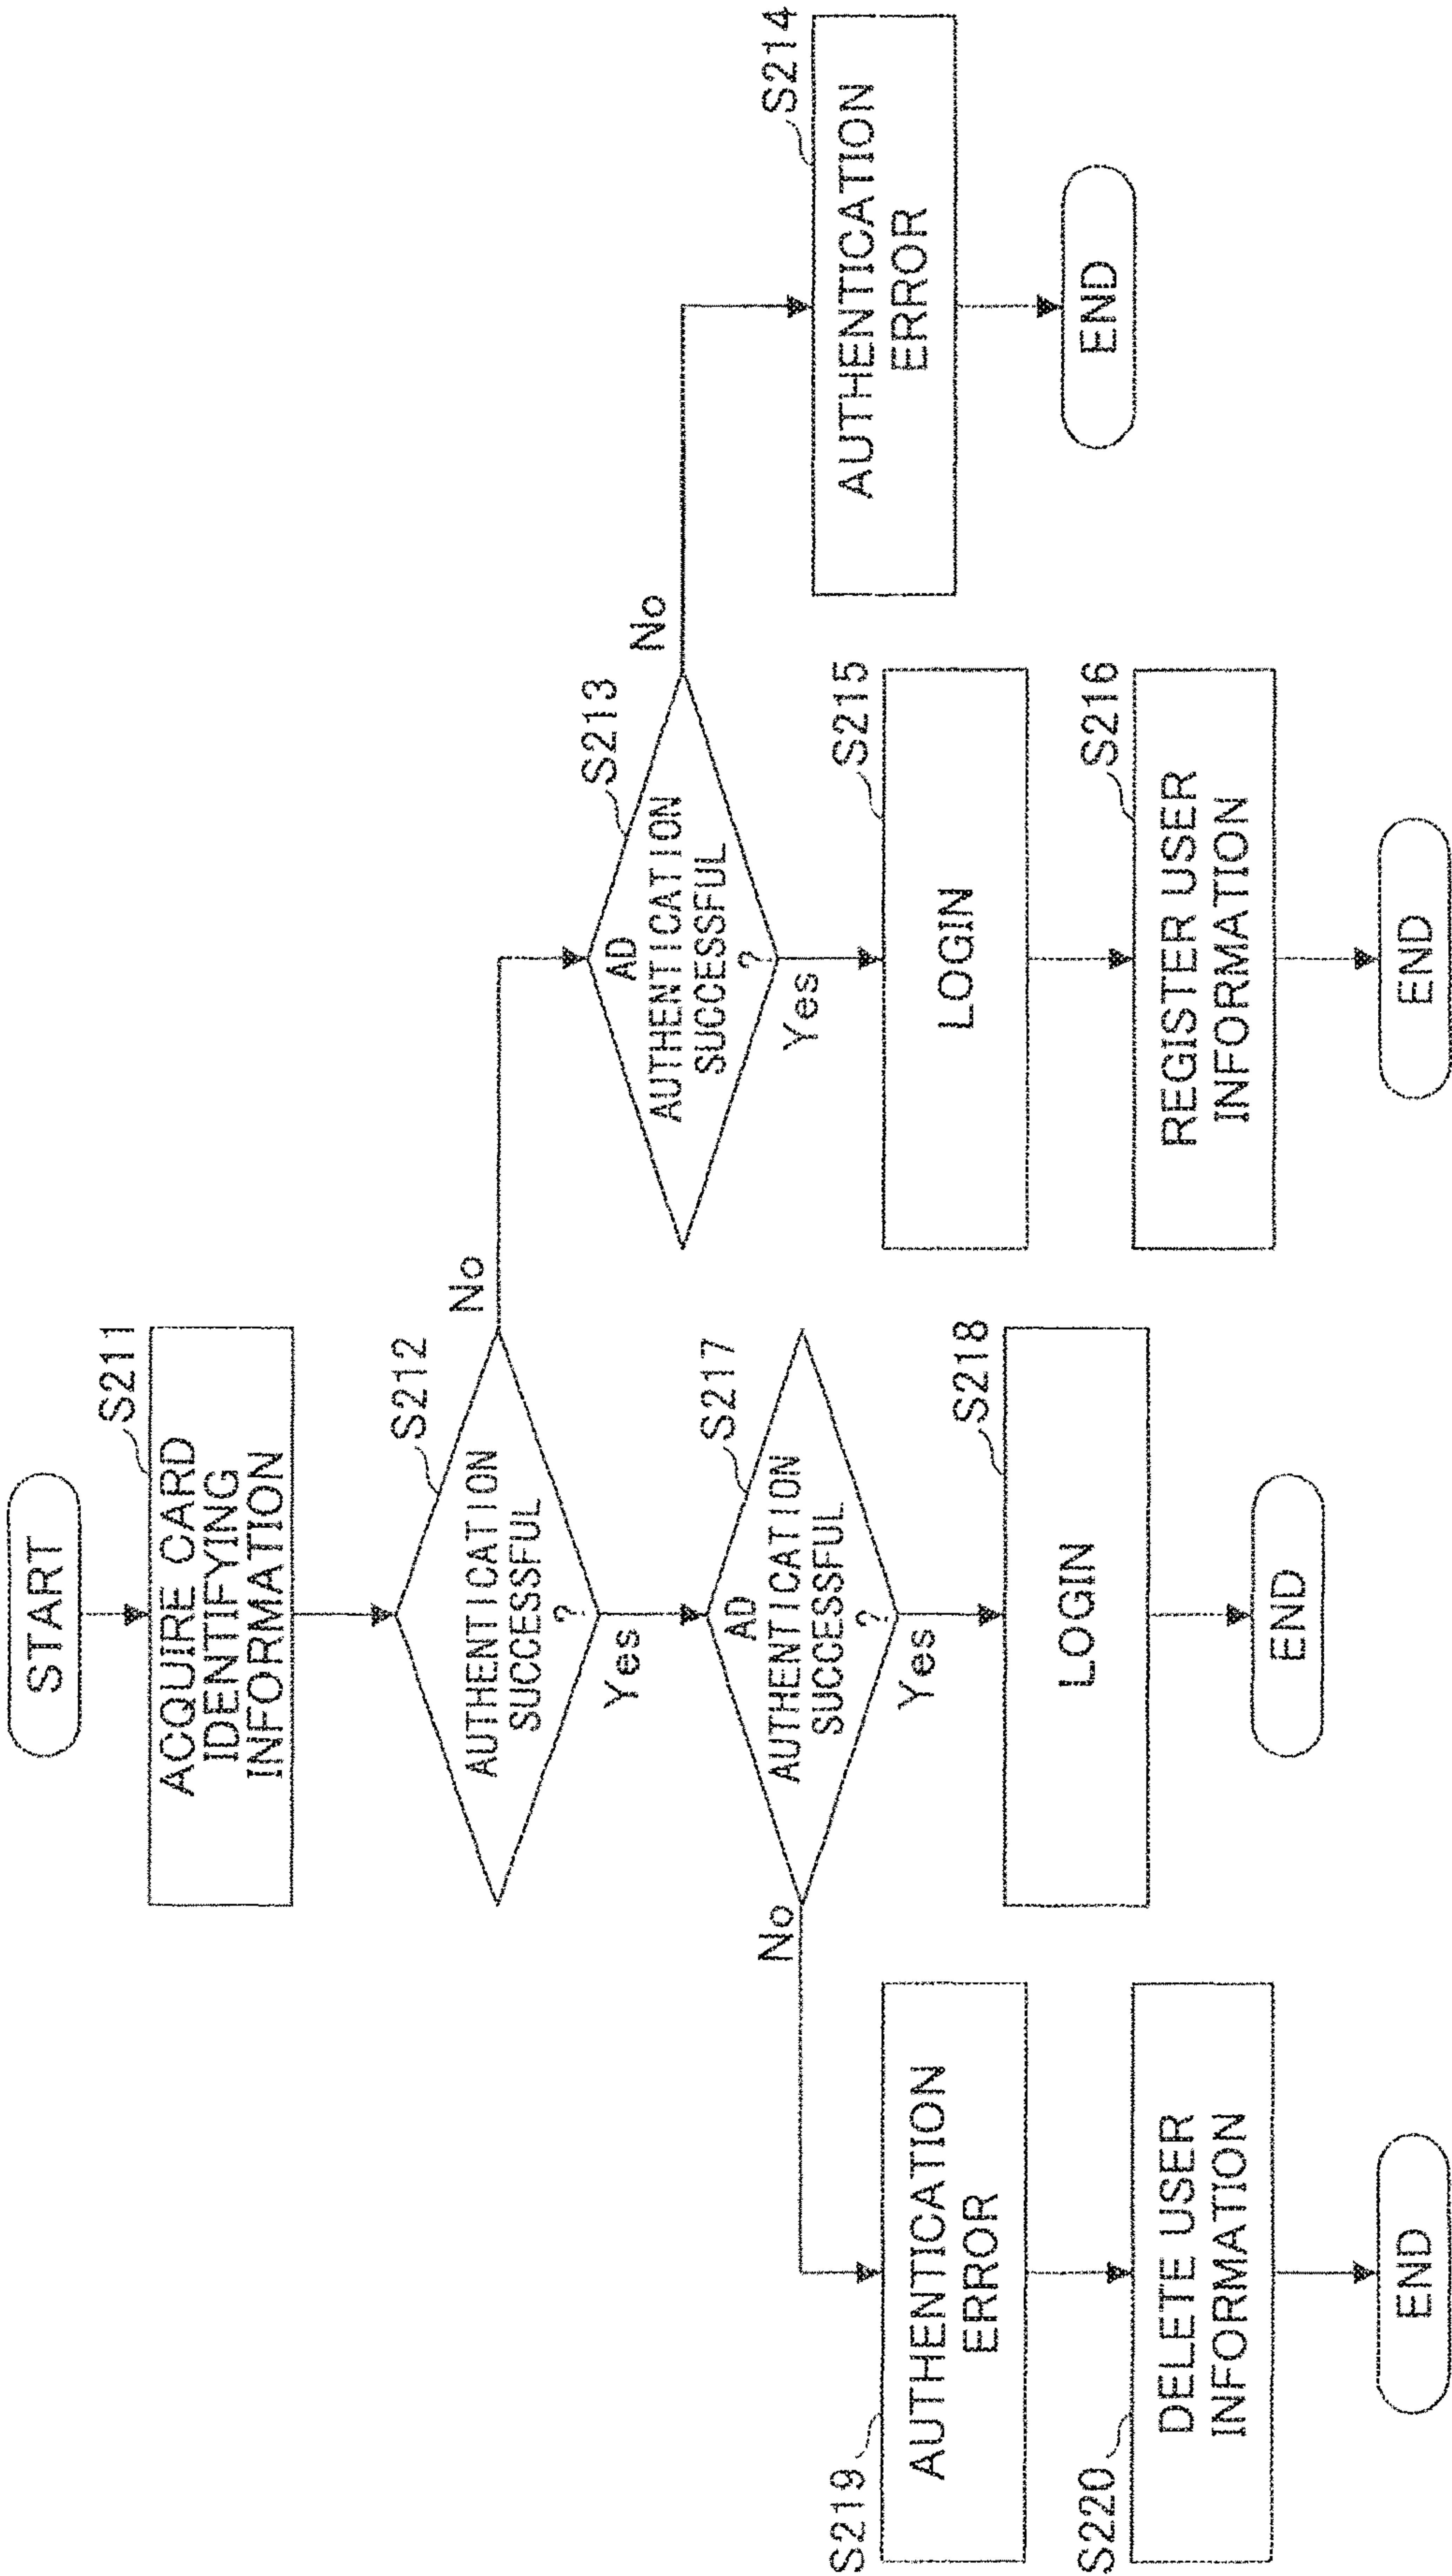 START
S211
ACQUIRE CARD
IDENTIFYING
INFORMATION
S212
AUTHENTICATION
SUCCESSFUL
?
No
Yes
S217
AD
AUTHENTICATION
SUCCESSFUL
?
No
Yes
S218
LOGIN
END
S219
AUTHENTICATION
ERROR
S220
DELETE USER
INFORMATION
END
S213
AD
AUTHENTICATION
SUCCESSFUL
?
No
Yes
S215
LOGIN
S216
REGISTER USER
INFORMATION
END
S214
AUTHENTICATION
ERROR
END